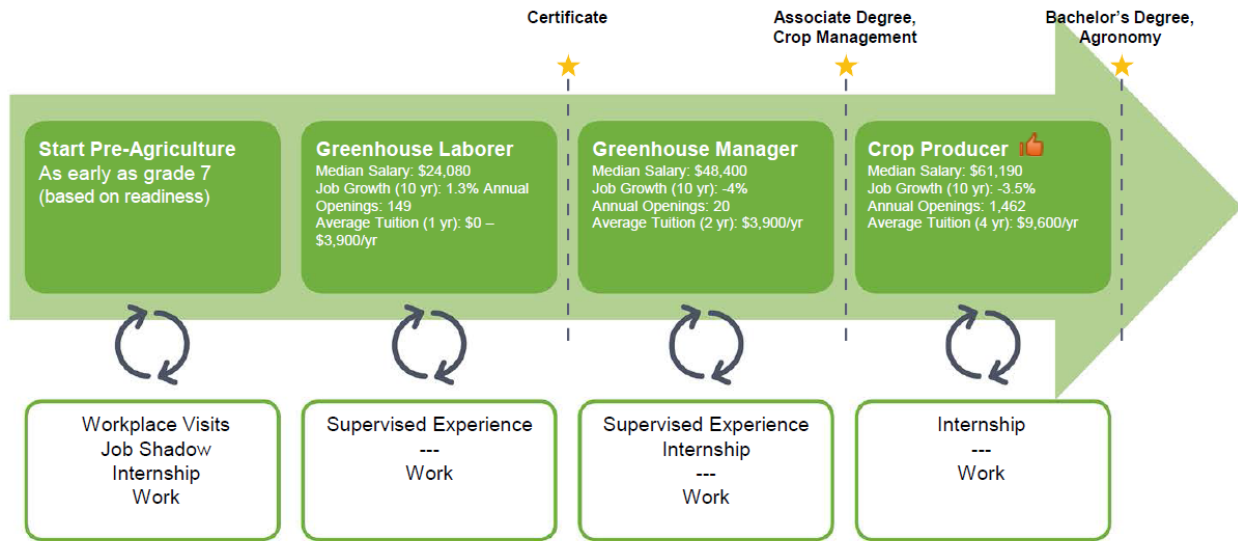 Certificate
Associate Degree,
Crop Management
Bachelor's Degree,
Agronomy
Start Pre-Agriculture
As early as grade 7
(based on readiness)
Greenhouse Laborer
Median Salary: $24,080
Job Growth (10 yr): 1.3% Annual
Openings: 149
Average Tuition (1 yr): $0 –
$3,900/yr
Greenhouse Manager
Median Salary: $48,400
Job Growth (10 yr): -4%
Annual Openings: 20
Average Tuition (2 yr): $3,900/yr
Crop Producer
Median Salary: $61,190
Job Growth (10 yr): -3.5%
Annual Openings: 1,462
Average Tuition (4 yr): $9,600/yr
Workplace Visits
Job Shadow
Internship
Work
Supervised Experience
---
Work
Supervised Experience
Internship
---
Work
Internship
---
Work